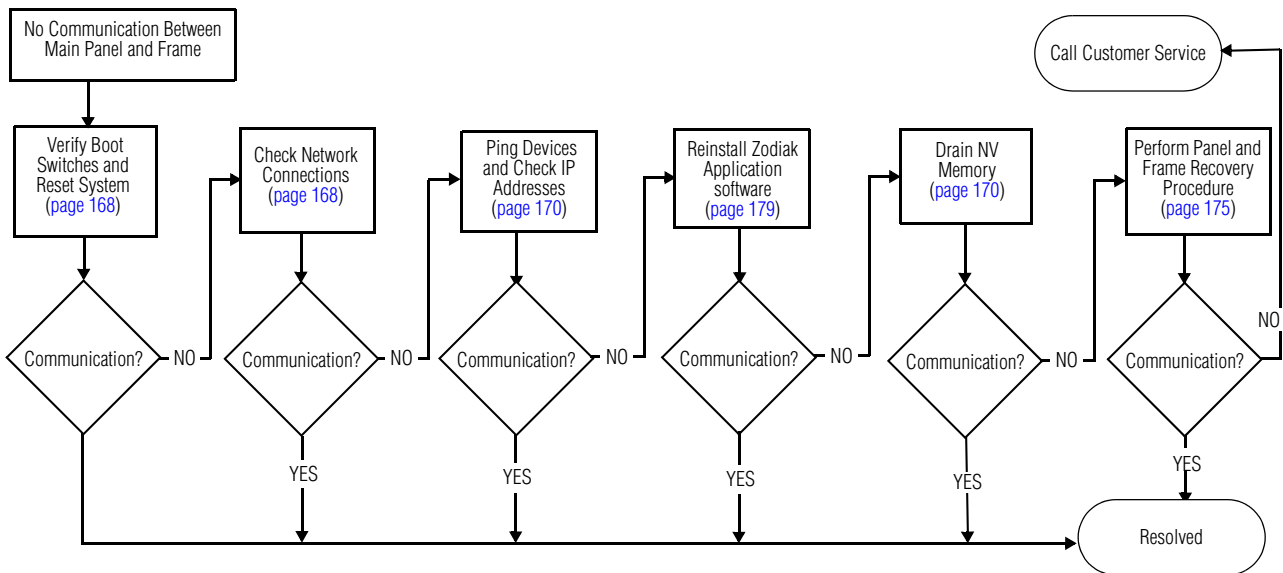 No Communication Between
Main Panel and Frame
Call Customer Service
Verify Boot
Switches and
Reset System
(page 168)
Check Network
Connections
(page 168)
Ping Devices
and Check IP
Addresses
(page 170)
Reinstall Zodiak
Application
software
(page 179)
Drain NV
Memory
(page 170)
Perform Panel and
Frame Recovery
Procedure
(page 175)
Communication?
NO
Communication?
NO
Communication?
NO
Communication?
NO
Communication?
NO
Communication?
NO
YES
YES
YES
YES
YES
Resolved